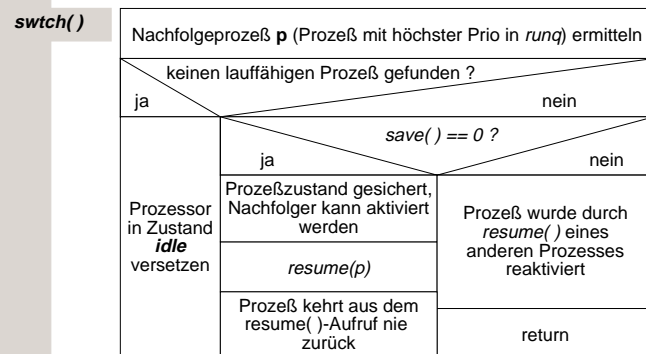 swtch( )
Nachfolgeprozeß p (Prozeß mit höchster Prio in runq) ermitteln
keinen lauffähigen Prozeß gefunden ?
ja
nein
save( ) == 0 ?
ja
nein
Prozessor
in Zustand
idle
versetzen
Prozeßzustand gesichert,
Nachfolger kann aktiviert
werden
resume(p)
Prozeß kehrt aus dem
resume( )-Aufruf nie
zurück
Prozeß wurde durch
resume( ) eines
anderen Prozesses
reaktiviert
return